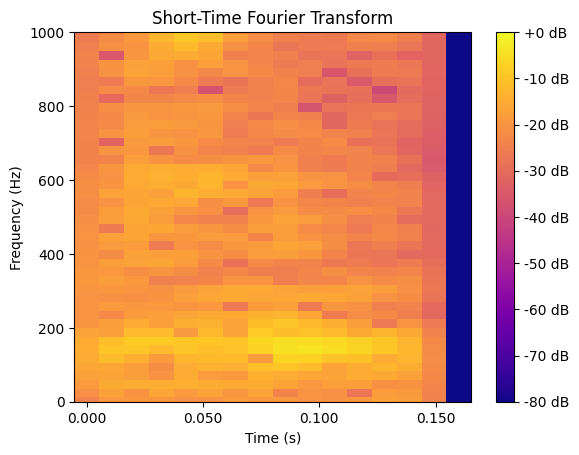 Short-Time Fourier Transform
Frequency (Hz)
1000
800
600
400
200
0
0.000 0.050 0.100 0.150
Time (s)
+0 dB
-10 dB
-20 dB
-30 dB
-40 dB
-50 dB
-60 dB
-70 dB
-80 dB